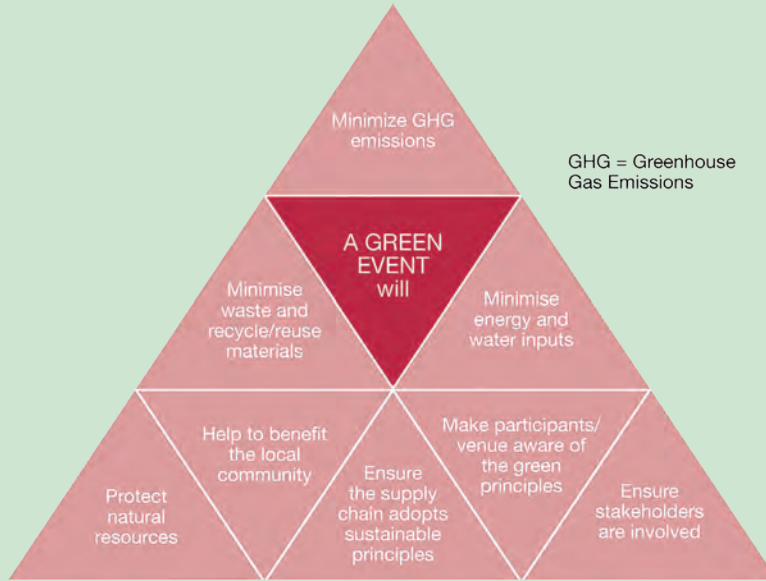 Minimize GHG
emissions
GHG = Greenhouse
Gas Emissions
A GREEN
EVENT
will
Minimise
waste and
recycle/reuse
materials
Minimise
energy and
water inputs
Protect
natural
resources
Help to benefit
the local
community
Ensure
the supply
chain adopts
sustainable
principles
Make participants/
venue aware of
the green
principles
Ensure
stakeholders
are involved